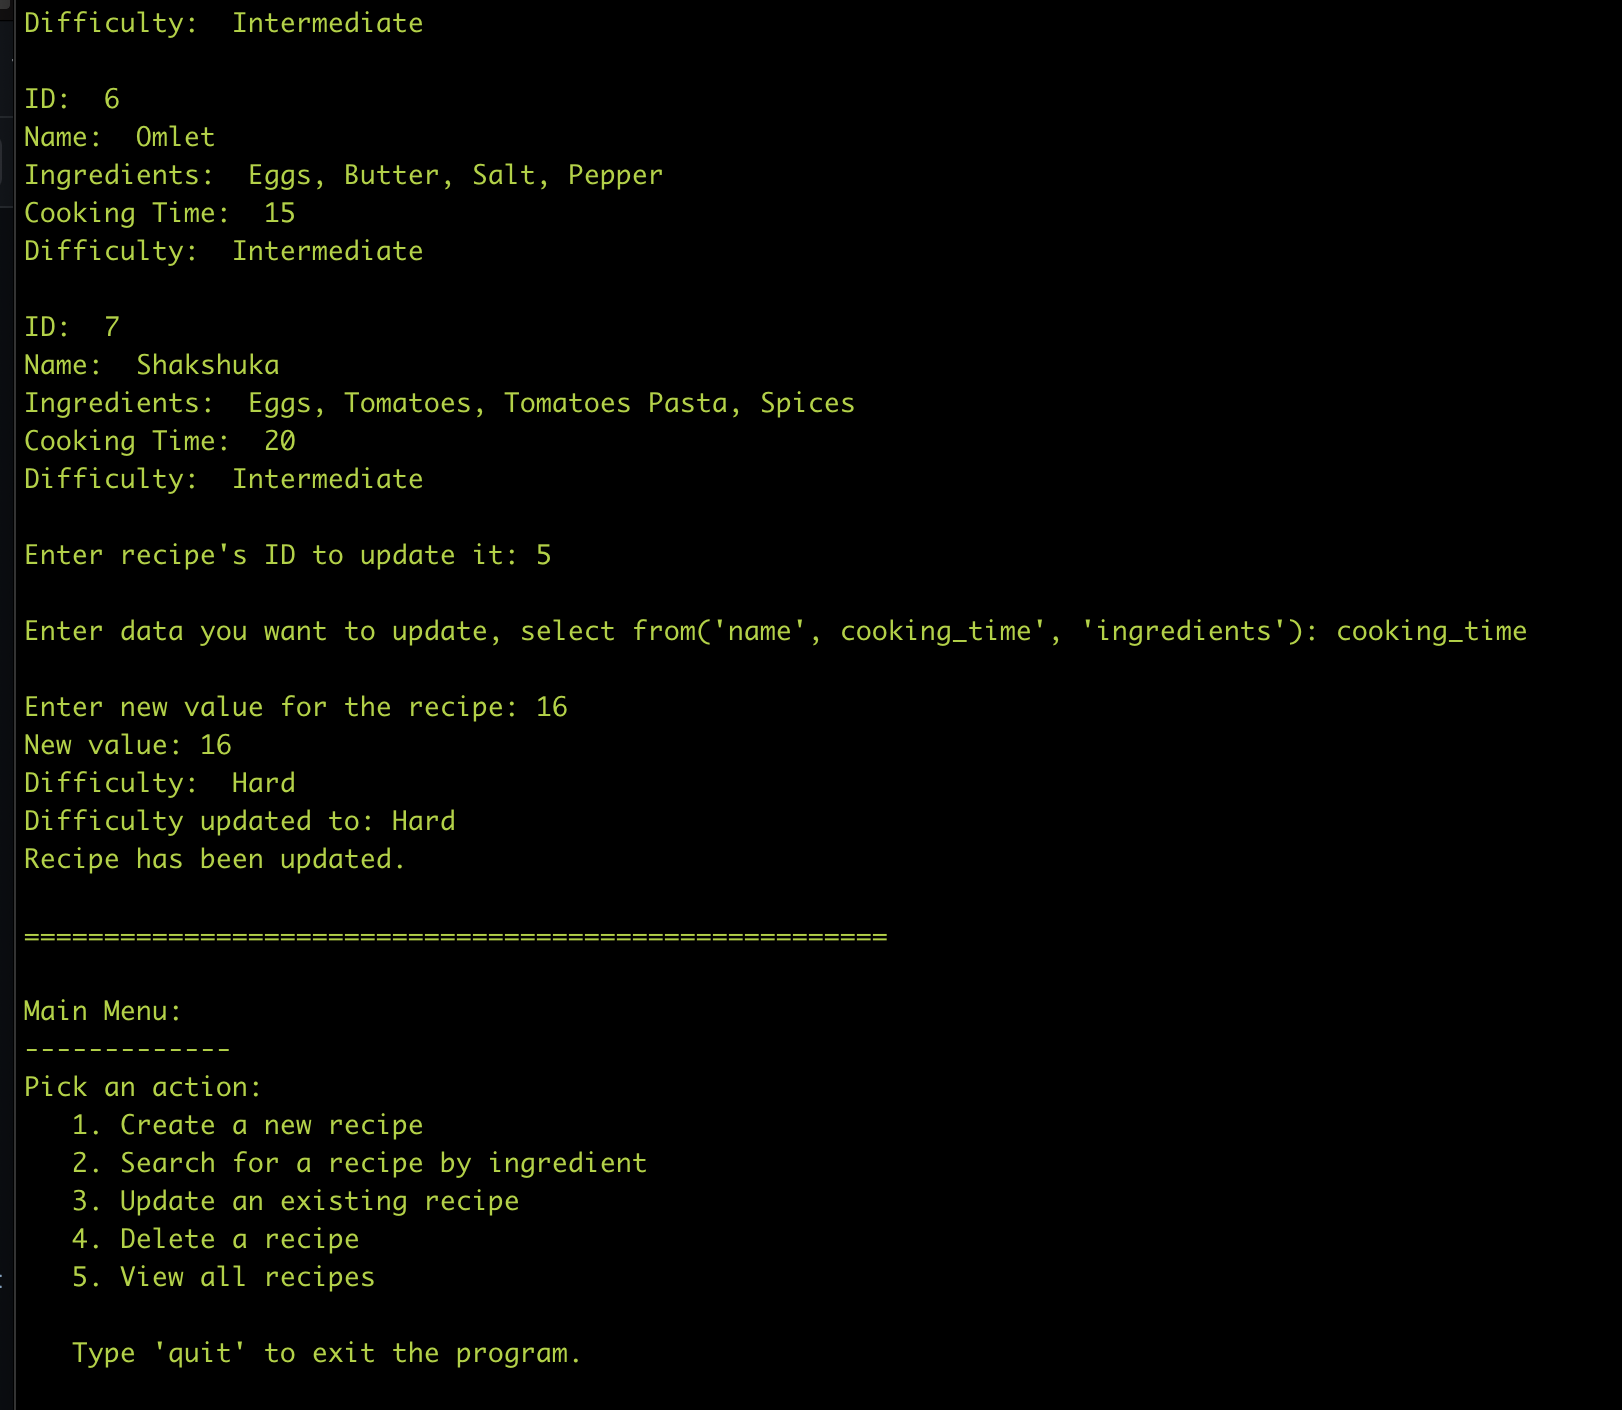 Difficulty:  Intermediate
ID:  6
Name:  Omlet
Ingredients:  Eggs, Butter, Salt, Pepper
Cooking Time:  15
Difficulty:  Intermediate
ID:  7
Name:  Shakshuka
Ingredients:  Eggs, Tomatoes, Tomatoes Pasta, Spices
Cooking Time:  20
Difficulty:  Intermediate
Enter recipe's ID to update it: 5
Enter data you want to update, select from('name', cooking_time', 'ingredients'): cooking_time
Enter new value for the recipe: 16
New value: 16
Difficulty:  Hard
Difficulty updated to: Hard
Recipe has been updated.
======================================================
Main Menu:
-------------
Pick an action:
   1. Create a new recipe
   2. Search for a recipe by ingredient
   3. Update an existing recipe
   4. Delete a recipe
   5. View all recipes
   Type 'quit' to exit the program.